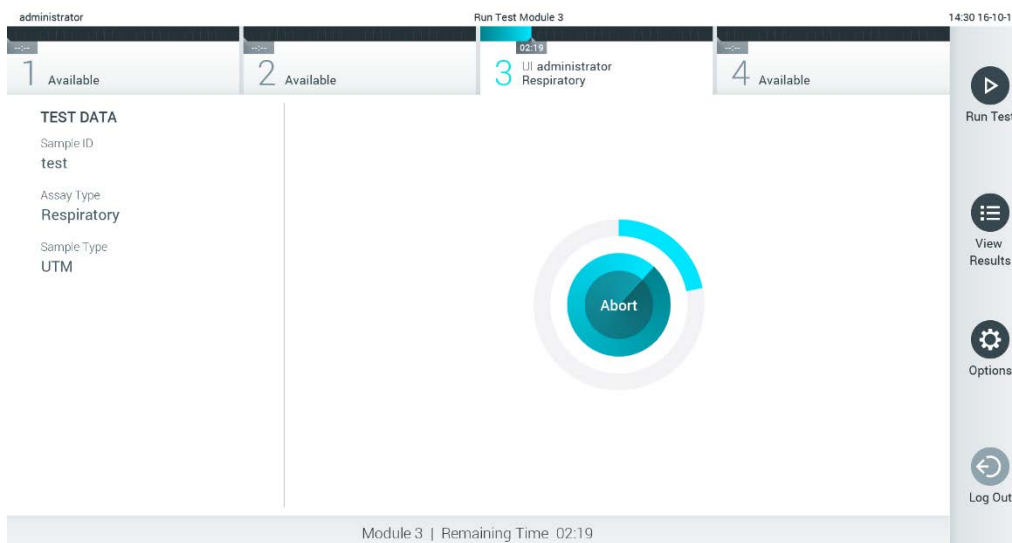 administrator
Run Test Module 3
14:30 16-10-1
--:--
1 Available
--:--
2 Available
02:19
3 UI administrator
Respiratory
--:--
4 Available
TEST DATA
Sample ID
test
Assay Type
Respiratory
Sample Type
UTM
Abort
Run Test
View
Results
Options
Log Out
Module 3 | Remaining Time 02:19